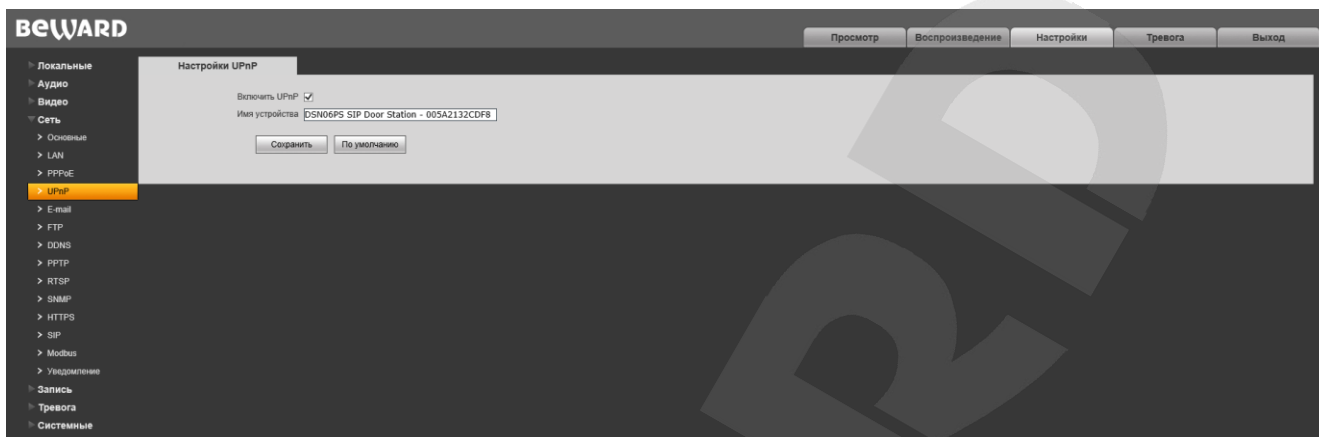 BEWARD
Просмотр
Воспроизведение
Настройки
Тревога
Выход
Локальные
Аудио
Видео
Сеть
Основные
LAN
PPPoE
UPnP
E-mail
FTP
DDNS
PPTP
RTSP
SNMP
HTTPS
SIP
Modbus
Уведомление
Запись
Тревога
Системные
Настройки UPnP
Включить UPnP
Имя устройства DSN06PS SIP Door Station - 005A2132CDF8
Сохранить По умолчанию